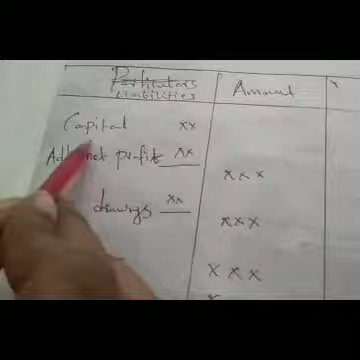 Particulars
Liabilities Amount
Capital xx
Add net profit xx
xxx
drawings xx
xxx
xxx
x